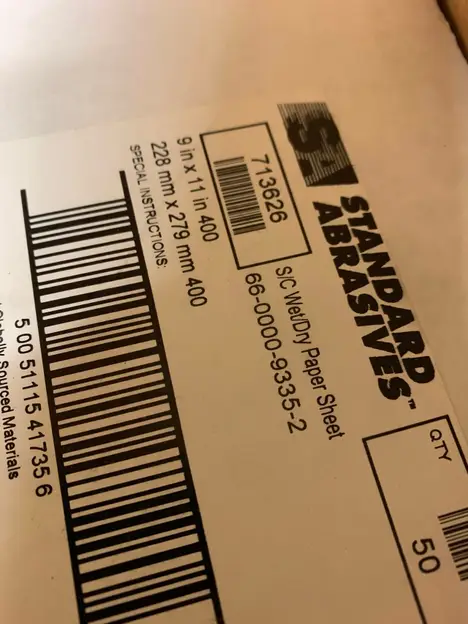 SA
STANDARD
ABRASIVES™
713626
S/C Wet/Dry Paper Sheet
66-0000-9335-2
QTY
50
9 in x 11 in 400
228 mm x 279 mm 400
SPECIAL INSTRUCTIONS:
5 00 51115 41735 6
Globally Sourced Materials